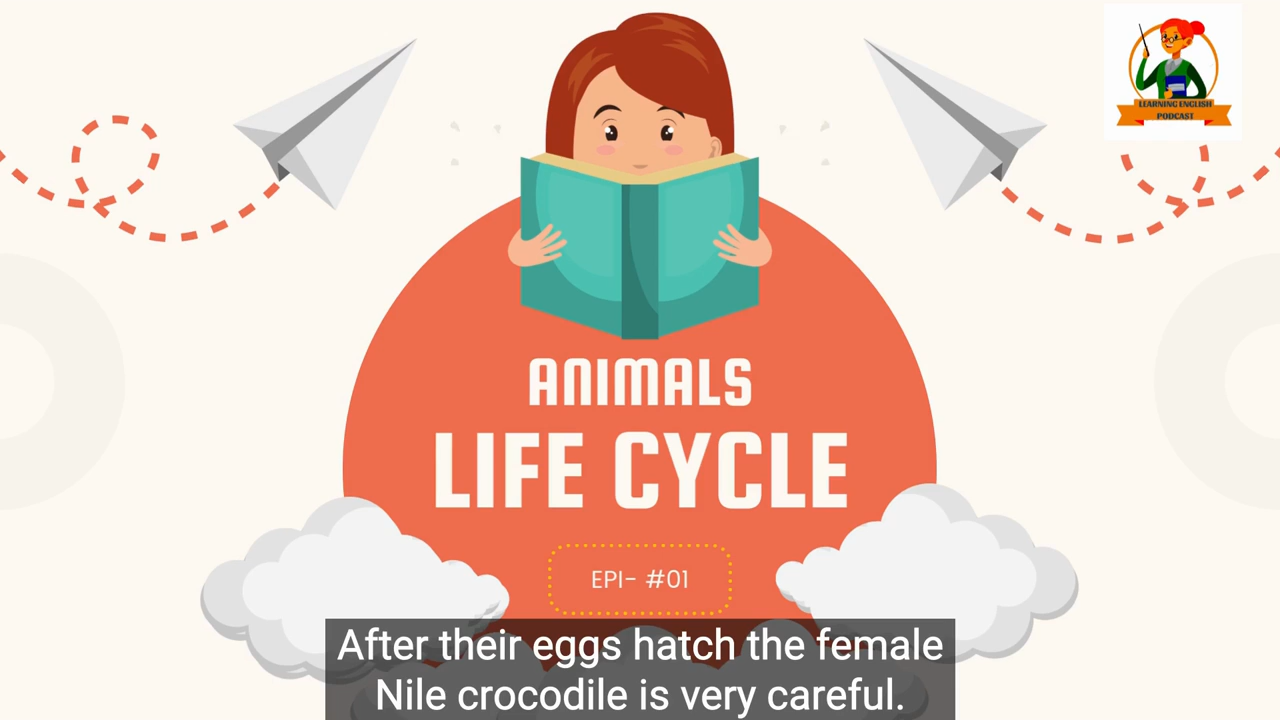 LEARNING ENGLISH
PODCAST
ANIMALS
LIFE CYCLE
EPI- #01
After their eggs hatch the female
Nile crocodile is very careful.